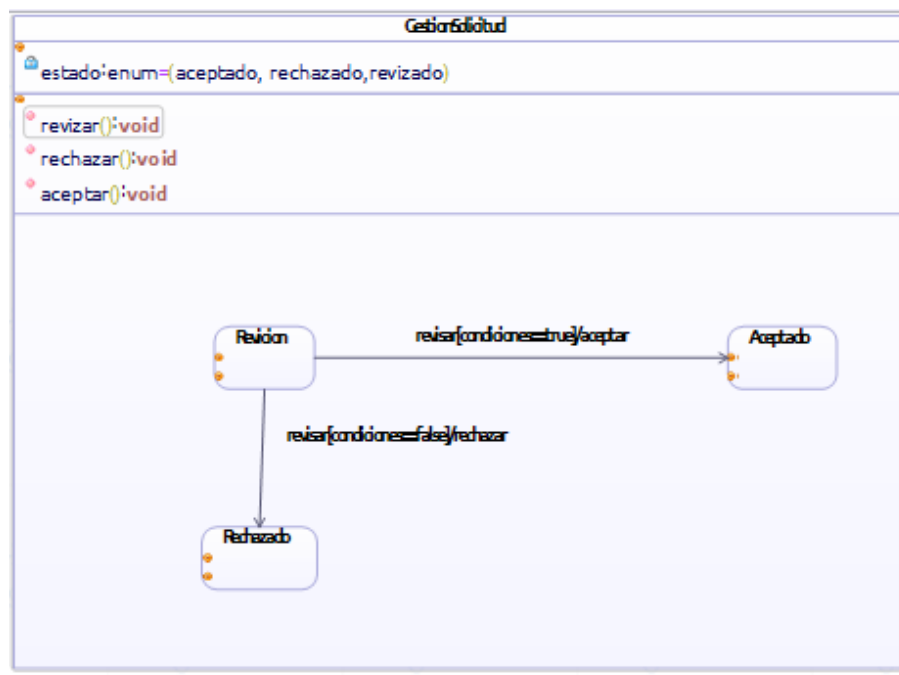 GestionSolicitud
estado:enum=(aceptado, rechazado,revizado)
revizar():void
rechazar():void
aceptar():void
Revicion
revisar[condiciones==true]/aceptar
Aceptado
revisar[condiciones==false]/rechazar
Rechazado